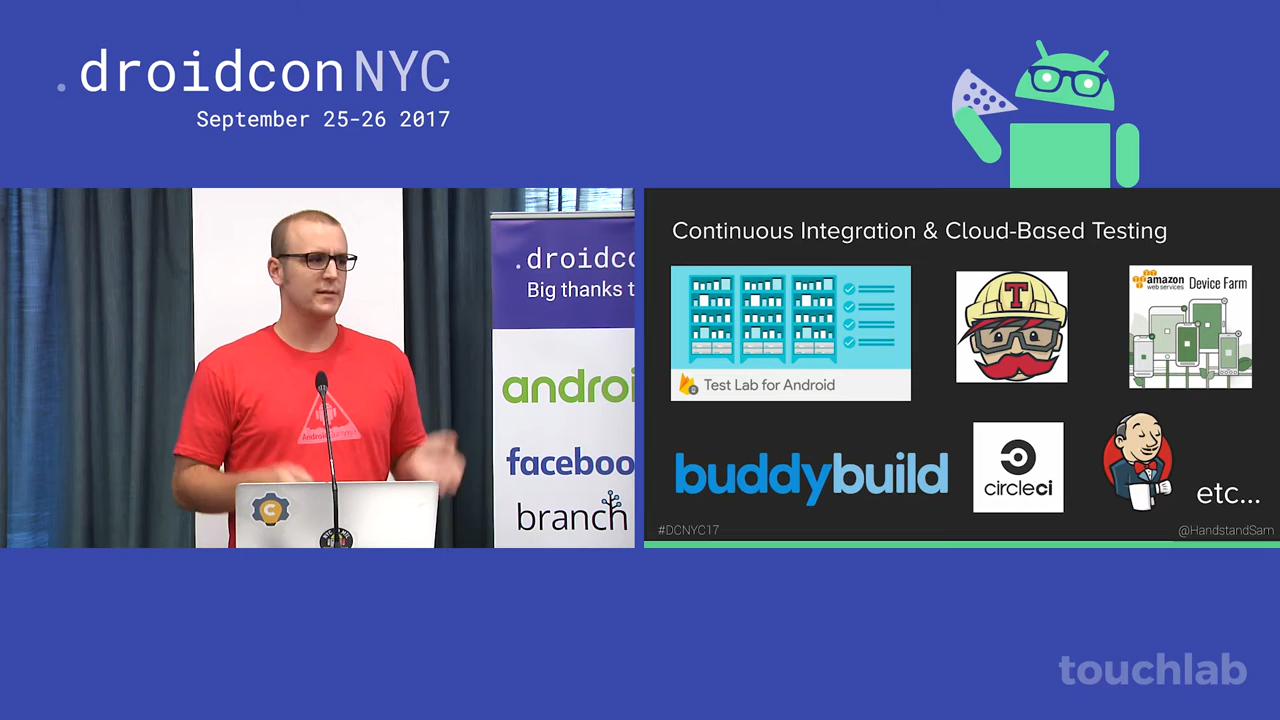 .droidcon NYC
September 25-26 2017
.droidc
Big thanks t
androi
faceboo
branch
Continuous Integration & Cloud-Based Testing
Test Lab for Android
T
amazon
web services
Device Farm
buddybuild
circleci
etc...
#DCNYC17
@HandstandSam
touchlab